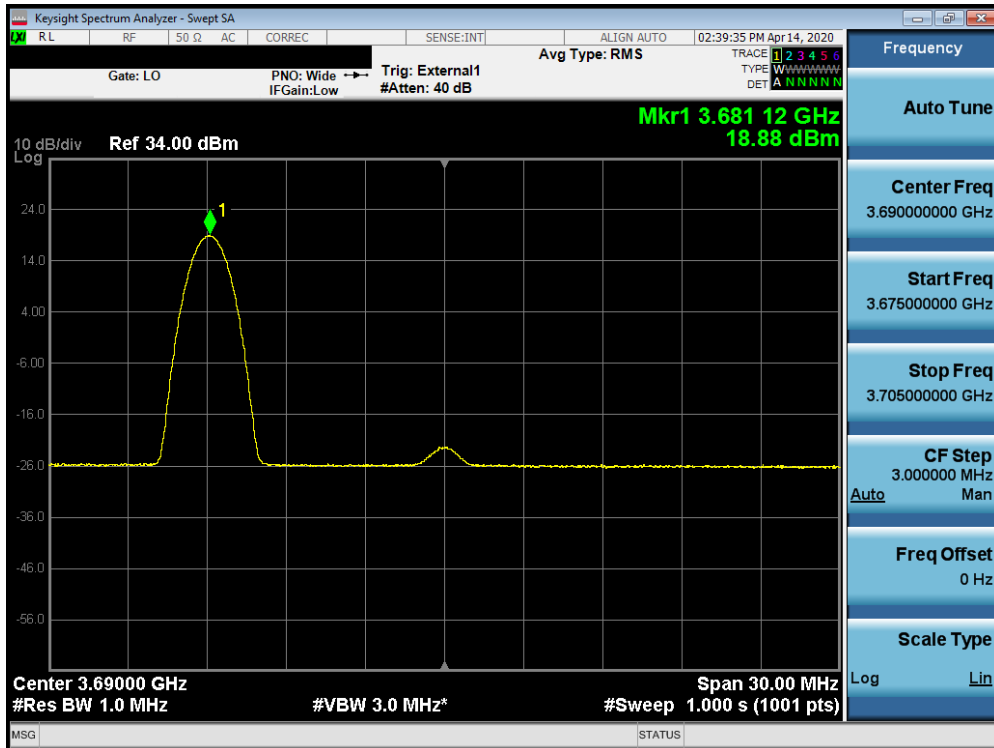 Keysight Spectrum Analyzer - Swept SA
LXI RL RF 50 Ω AC CORREC SENSE:INT ALIGN AUTO 02:39:35 PM Apr 14, 2020
Avg Type: RMS TRACE 1 2 3 4 5 6
Gate: LO PNO: Wide Trig: External1 TYPE WWWWWW
IFGain:Low #Atten: 40 dB DET A N N N N N
Mkr1 3.681 12 GHz
18.88 dBm
10 dB/div Ref 34.00 dBm
Log
1
24.0
14.0
4.00
-6.00
-16.0
-26.0
-36.0
-46.0
-56.0
Center 3.69000 GHz Span 30.00 MHz
#Res BW 1.0 MHz #VBW 3.0 MHz* #Sweep 1.000 s (1001 pts)
MSG STATUS
Frequency
Auto Tune
Center Freq
3.690000000 GHz
Start Freq
3.675000000 GHz
Stop Freq
3.705000000 GHz
CF Step
3.000000 MHz
Auto Man
Freq Offset
0 Hz
Scale Type
Log Lin